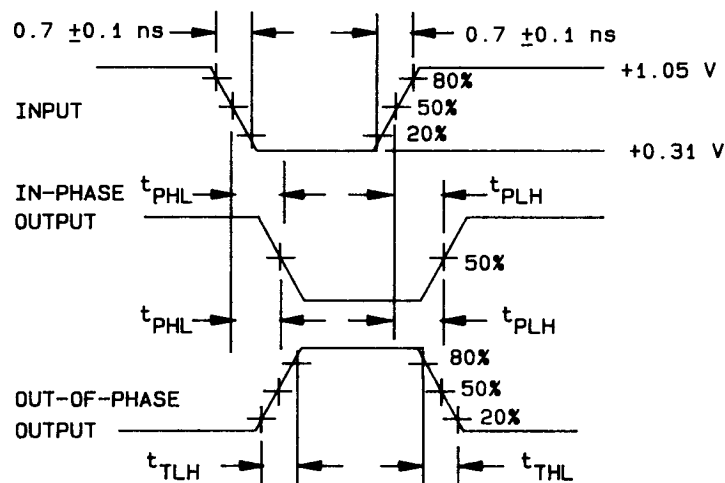 0.7 ±0.1 ns
0.7 ±0.1 ns
+1.05 V
80%
INPUT
50%
20%
+0.31 V
tPHL
tPLH
IN-PHASE
OUTPUT
50%
tPHL
tPLH
80%
50%
OUT-OF-PHASE
20%
OUTPUT
tTLH
tTHL